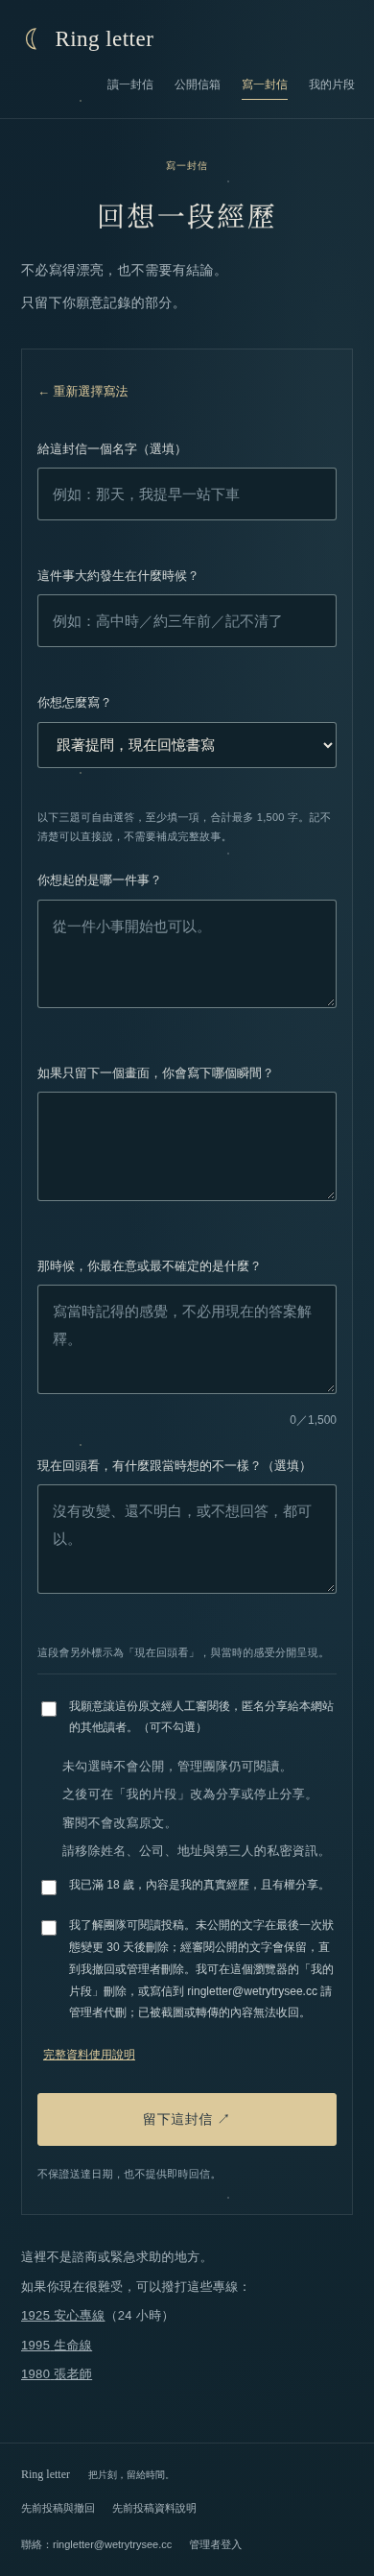 Ring letter
讀一封信 公開信箱 寫一封信 我的片段
寫一封信
回想一段經歷
不必寫得漂亮，也不需要有結論。
只留下你願意記錄的部分。
← 重新選擇寫法
給這封信一個名字（選填）
例如：那天，我提早一站下車
這件事大約發生在什麼時候？
例如：高中時／約三年前／記不清了
你想怎麼寫？
跟著提問，現在回憶書寫
以下三題可自由選答，至少填一項，合計最多 1,500 字。記不
清楚可以直接說，不需要補成完整故事。
你想起的是哪一件事？
從一件小事開始也可以。
如果只留下一個畫面，你會寫下哪個瞬間？
那時候，你最在意或最不確定的是什麼？
寫當時記得的感覺，不必用現在的答案解
釋。
0／1,500
現在回頭看，有什麼跟當時想的不一樣？（選填）
沒有改變、還不明白，或不想回答，都可
以。
這段會另外標示為「現在回頭看」，與當時的感受分開呈現。
我願意讓這份原文經人工審閱後，匿名分享給本網站
的其他讀者。（可不勾選）
未勾選時不會公開，管理團隊仍可閱讀。
之後可在「我的片段」改為分享或停止分享。
審閱不會改寫原文。
請移除姓名、公司、地址與第三人的私密資訊。
我已滿 18 歲，內容是我的真實經歷，且有權分享。
我了解團隊可閱讀投稿。未公開的文字在最後一次狀
態變更 30 天後刪除；經審閱公開的文字會保留，直
到我撤回或管理者刪除。我可在這個瀏覽器的「我的
片段」刪除，或寫信到 ringletter@wetrytrysee.cc 請
管理者代刪；已被截圖或轉傳的內容無法收回。
完整資料使用說明
留下這封信 ↗
不保證送達日期，也不提供即時回信。
這裡不是諮商或緊急求助的地方。
如果你現在很難受，可以撥打這些專線：
1925 安心專線（24 小時）
1995 生命線
1980 張老師
Ring letter 把片刻，留給時間。
先前投稿與撤回 先前投稿資料說明
聯絡：ringletter@wetrytrysee.cc 管理者登入